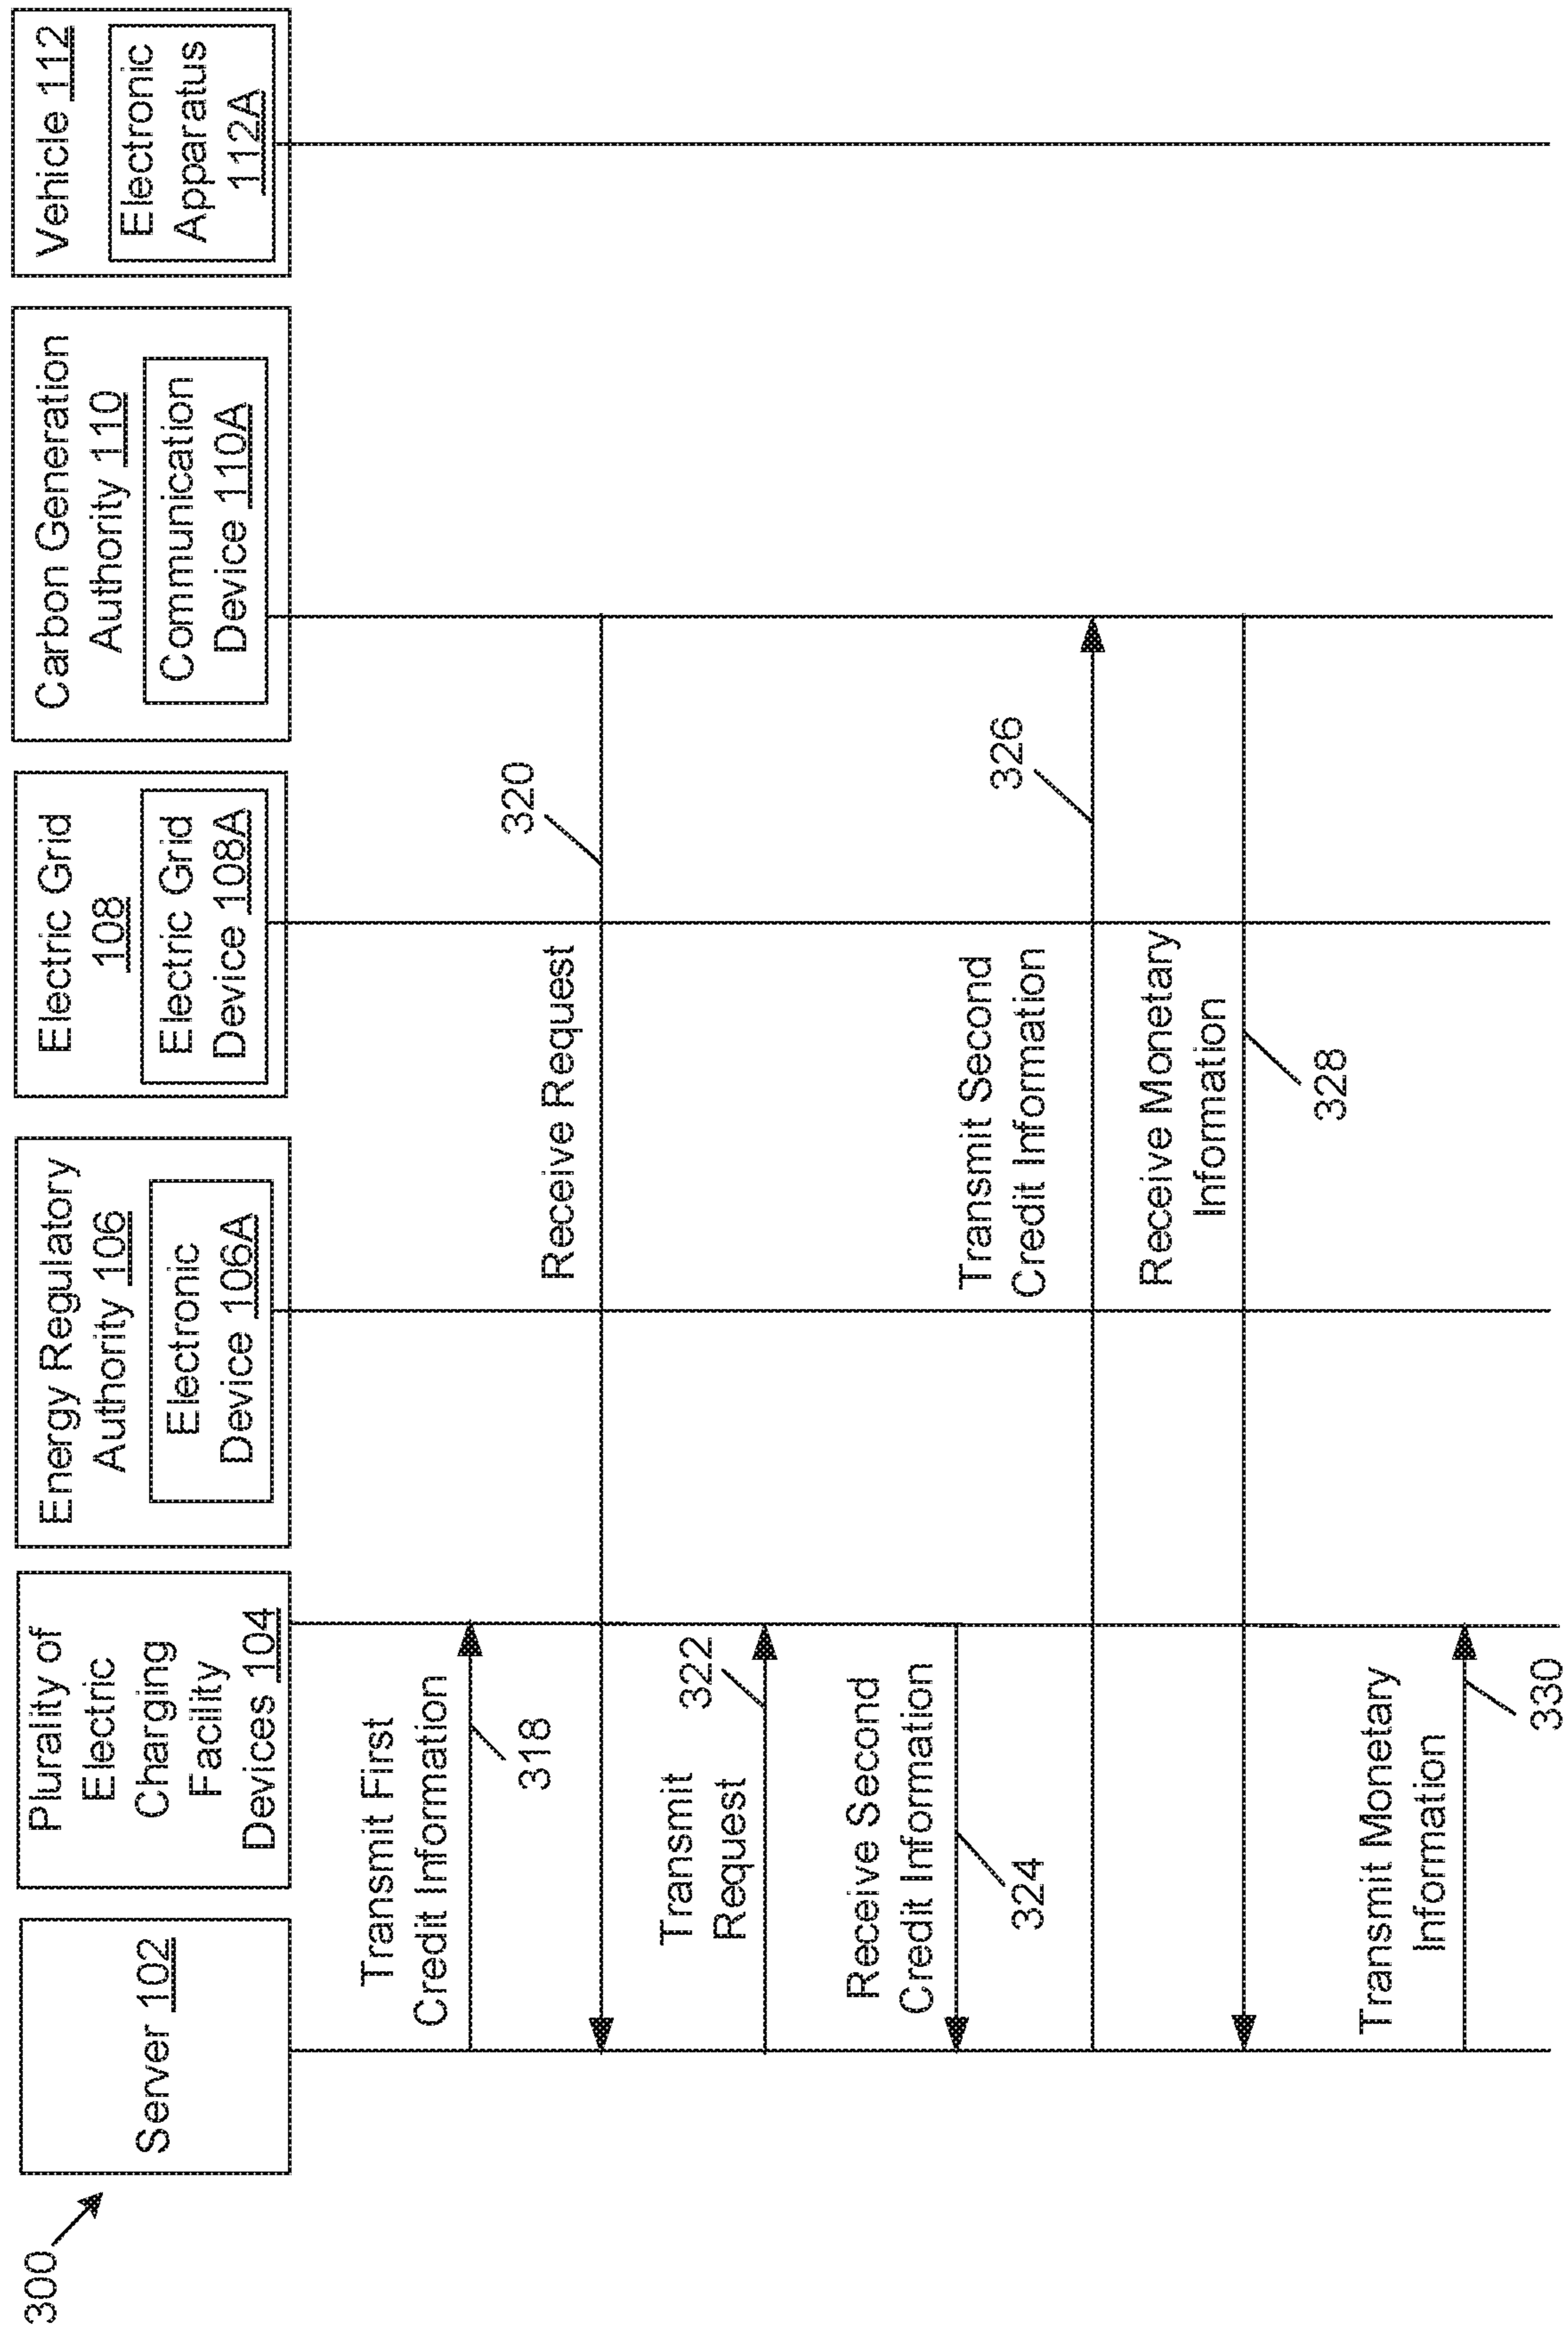 300
Server 102
Plurality of
Electric
Charging
Facility
Devices 104
Energy Regulatory
Authority 106
Electronic
Device 106A
Electric Grid
108
Electric Grid
Device 108A
Carbon Generation
Authority 110
Communication
Device 110A
Vehicle 112
Electronic
Apparatus
112A
Transmit First
Credit Information
318
Receive Request
320
Transmit
Request
322
Receive Second
Credit Information
324
Transmit Second
Credit Information
326
Receive Monetary
Information
328
Transmit Monetary
Information
330